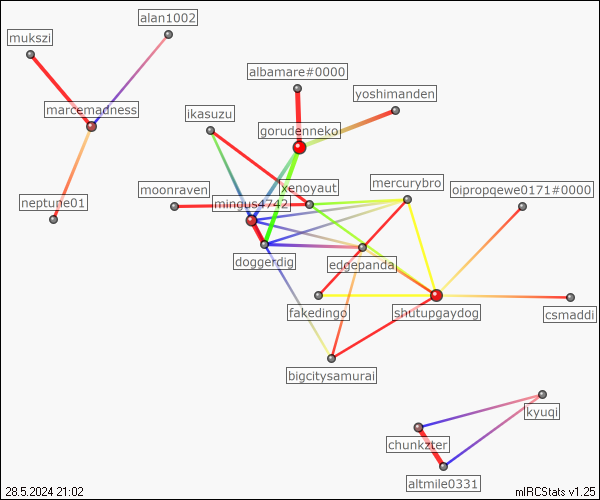 alan1002
mukszi
albamare#0000
yoshimanden
marcemadness
ikasuzu
gorudenneko
mercurybro
xenoyaut
moonraven
oipropqewe0171#0000
neptune01
mingus4742
doggerdig
edgepanda
fakedingo
shutupgaydog
csmaddi
bigcitysamurai
kyuqi
chunkzter
altmile0331
28.5.2024 21:02
mIRCStats v1.25